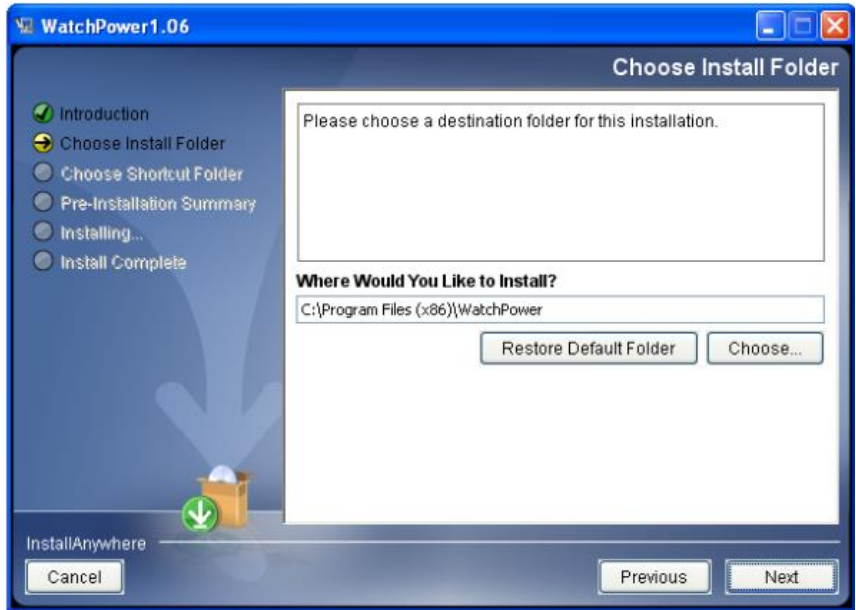 WatchPower1.06
Choose Install Folder
Introduction
Choose Install Folder
Choose Shortcut Folder
Pre-Installation Summary
Installing...
Install Complete
Please choose a destination folder for this installation.
Where Would You Like to Install?
C:\Program Files (x86)\WatchPower
Restore Default Folder
Choose...
InstallAnywhere
Cancel
Previous
Next